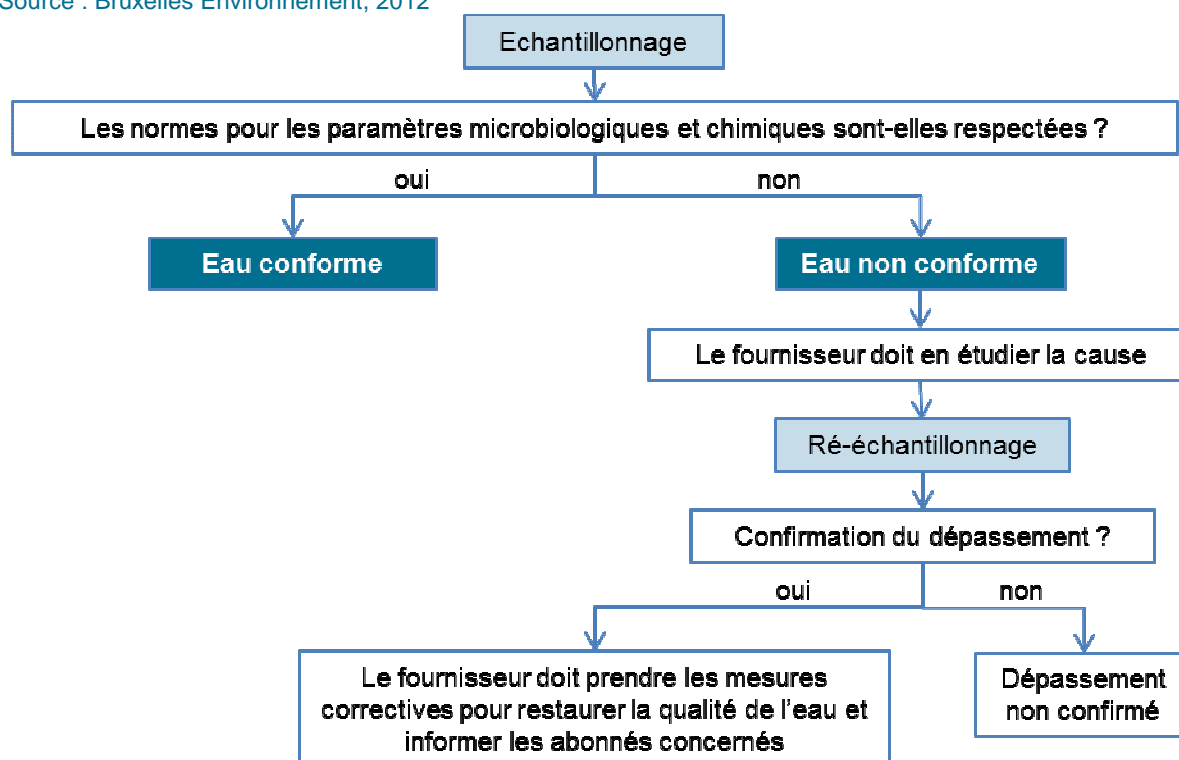 Source : Bruxelles Environnement, 2012
Echantillonnage
Les normes pour les paramètres microbiologiques et chimiques sont-elles respectées ?
oui
non
Eau conforme
Eau non conforme
Le fournisseur doit en étudier la cause
Ré-échantillonnage
Confirmation du dépassement ?
oui
non
Le fournisseur doit prendre les mesures
correctives pour restaurer la qualité de l'eau et
informer les abonnés concernés
Dépassement
non confirmé